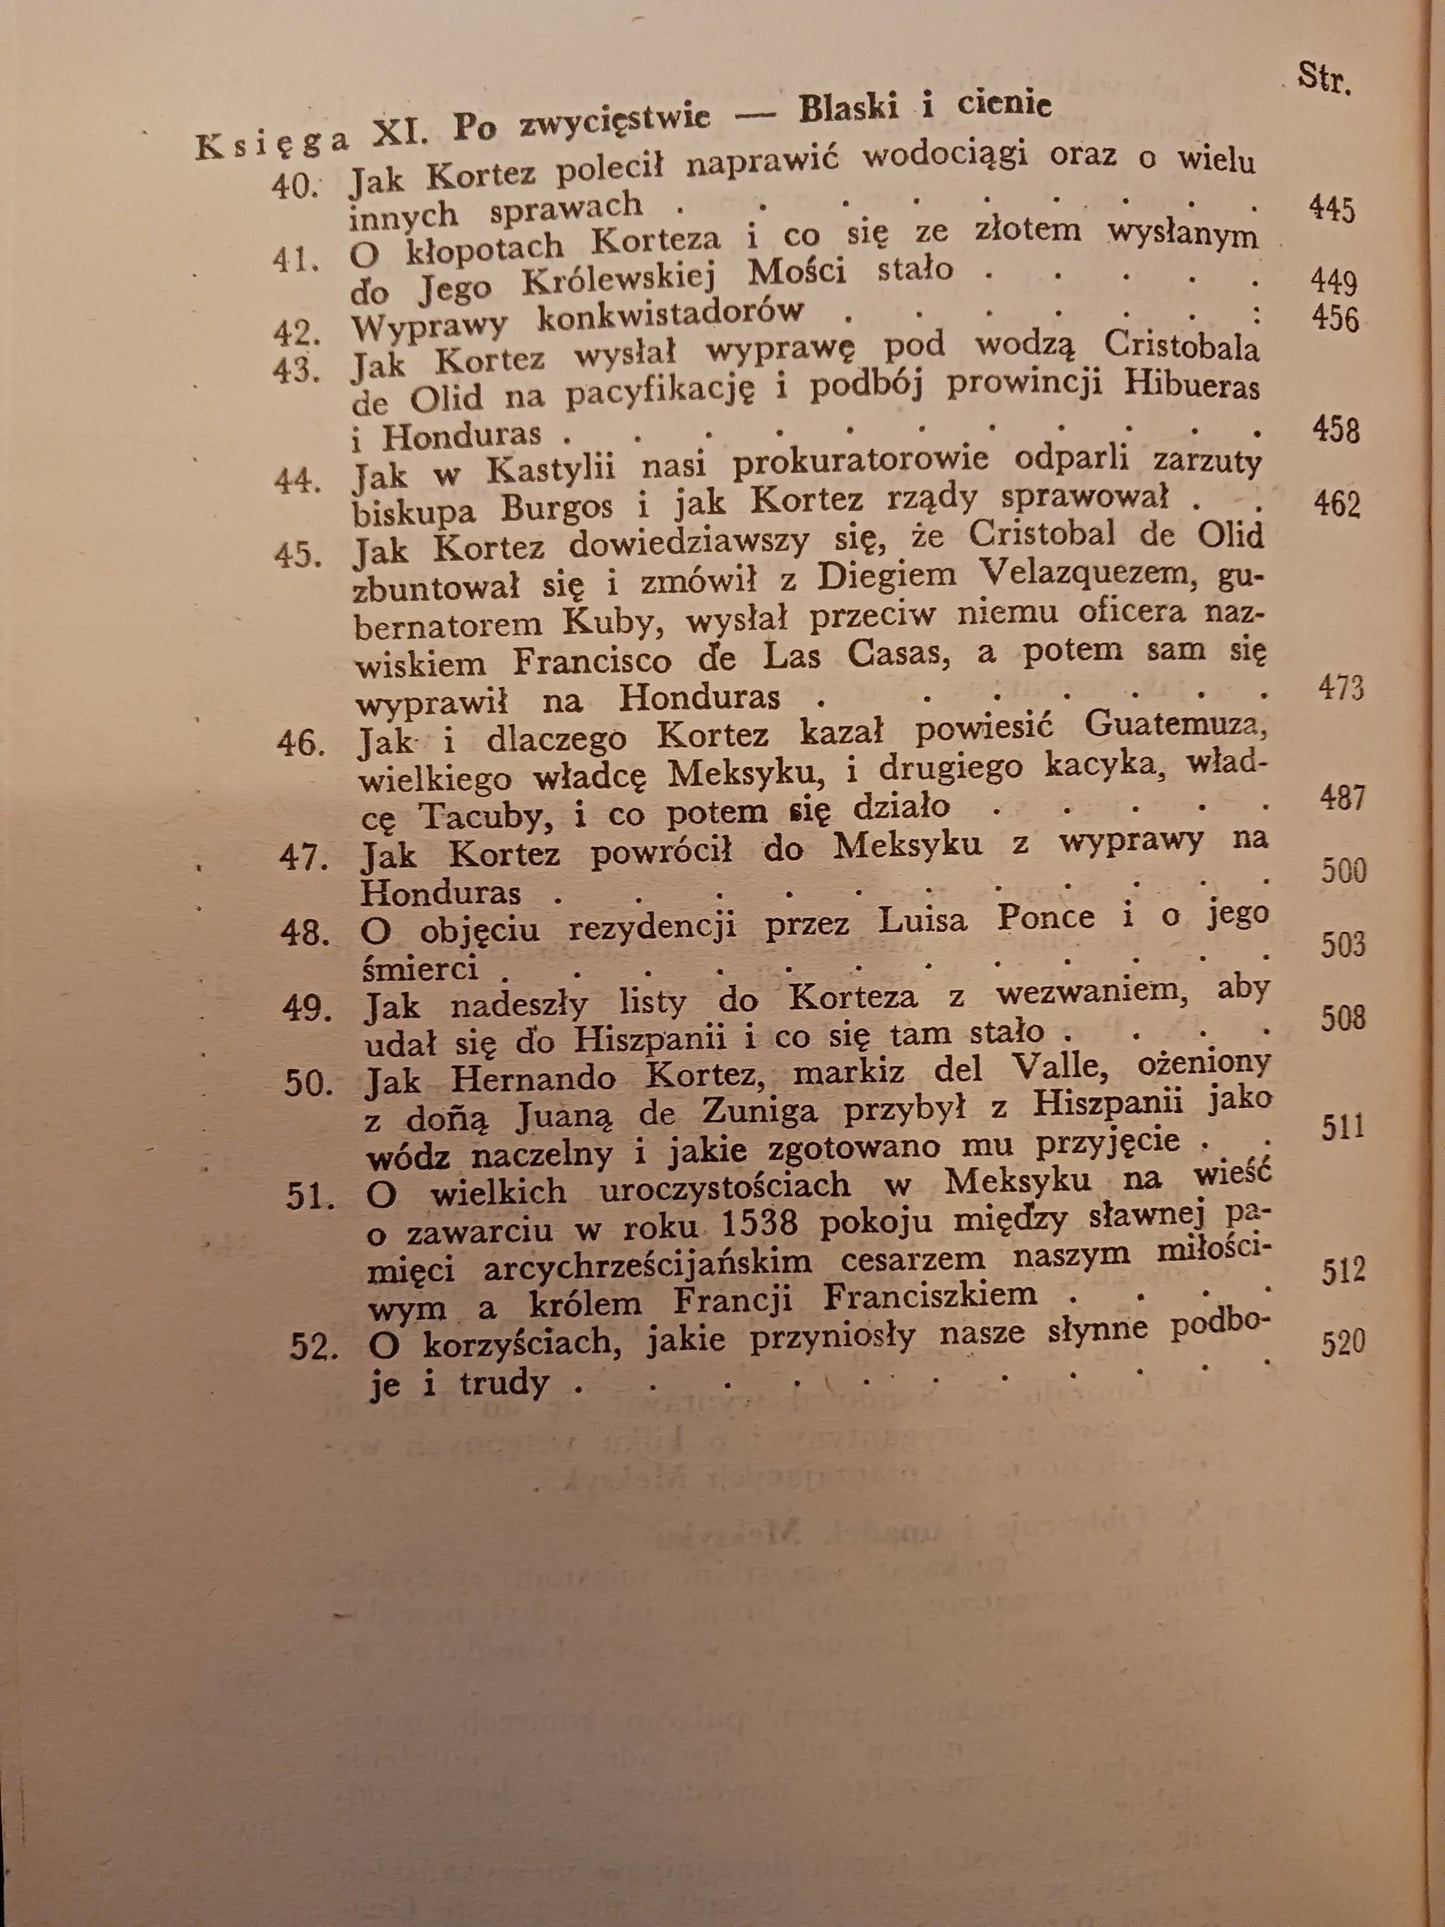 Str.
Księga XI. Po zwycięstwie — Blaski i cienie
40. Jak Kortez polecił naprawić wodociągi oraz o wielu
innych sprawach . . . . . . . . 445
41. O kłopotach Korteza i co się ze złotem wysłanym
do Jego Królewskiej Mości stało . . . . . 449
42. Wyprawy konkwistadorów . . . . . . : 456
43. Jak Kortez wysłał wyprawę pod wodzą Cristobala
de Olid na pacyfikację i podbój prowincji Hibueras
i Honduras . . . . . . . . . . 458
44. Jak w Kastylii nasi prokuratorowie odparli zarzuty
biskupa Burgos i jak Kortez rządy sprawował . . 462
45. Jak Kortez dowiedziawszy się, że Cristobal de Olid
zbuntował się i zmówił z Diegiem Velazquezem, gu-
bernatorem Kuby, wysłał przeciw niemu oficera naz-
wiskiem Francisco de Las Casas, a potem sam się
wyprawił na Honduras . . . . . . . 473
46. Jak i dlaczego Kortez kazał powiesić Guatemuza,
wielkiego władcę Meksyku, i drugiego kacyka, wład-
cę Tacuby, i co potem się działo . . . . . 487
47. Jak Kortez powrócił do Meksyku z wyprawy na
Honduras . . . . . . . . . . 500
48. O objęciu rezydencji przez Luisa Ponce i o jego
śmierci . . . . . . . . . . . 503
49. Jak nadeszły listy do Korteza z wezwaniem, aby
udał się do Hiszpanii i co się tam stało . . . . 508
50. Jak Hernando Kortez, markiz del Valle, ożeniony
z doñą Juaną de Zuniga przybył z Hiszpanii jako
wódz naczelny i jakie zgotowano mu przyjęcie . . 511
51. O wielkich uroczystościach w Meksyku na wieść
o zawarciu w roku 1538 pokoju między sławnej pa-
mięci arcychrześcijańskim cesarzem naszym miłości-
wym a królem Francji Franciszkiem . . . . 512
52. O korzyściach, jakie przyniosły nasze słynne podbo-
je i trudy . . . . . . . . . . 520